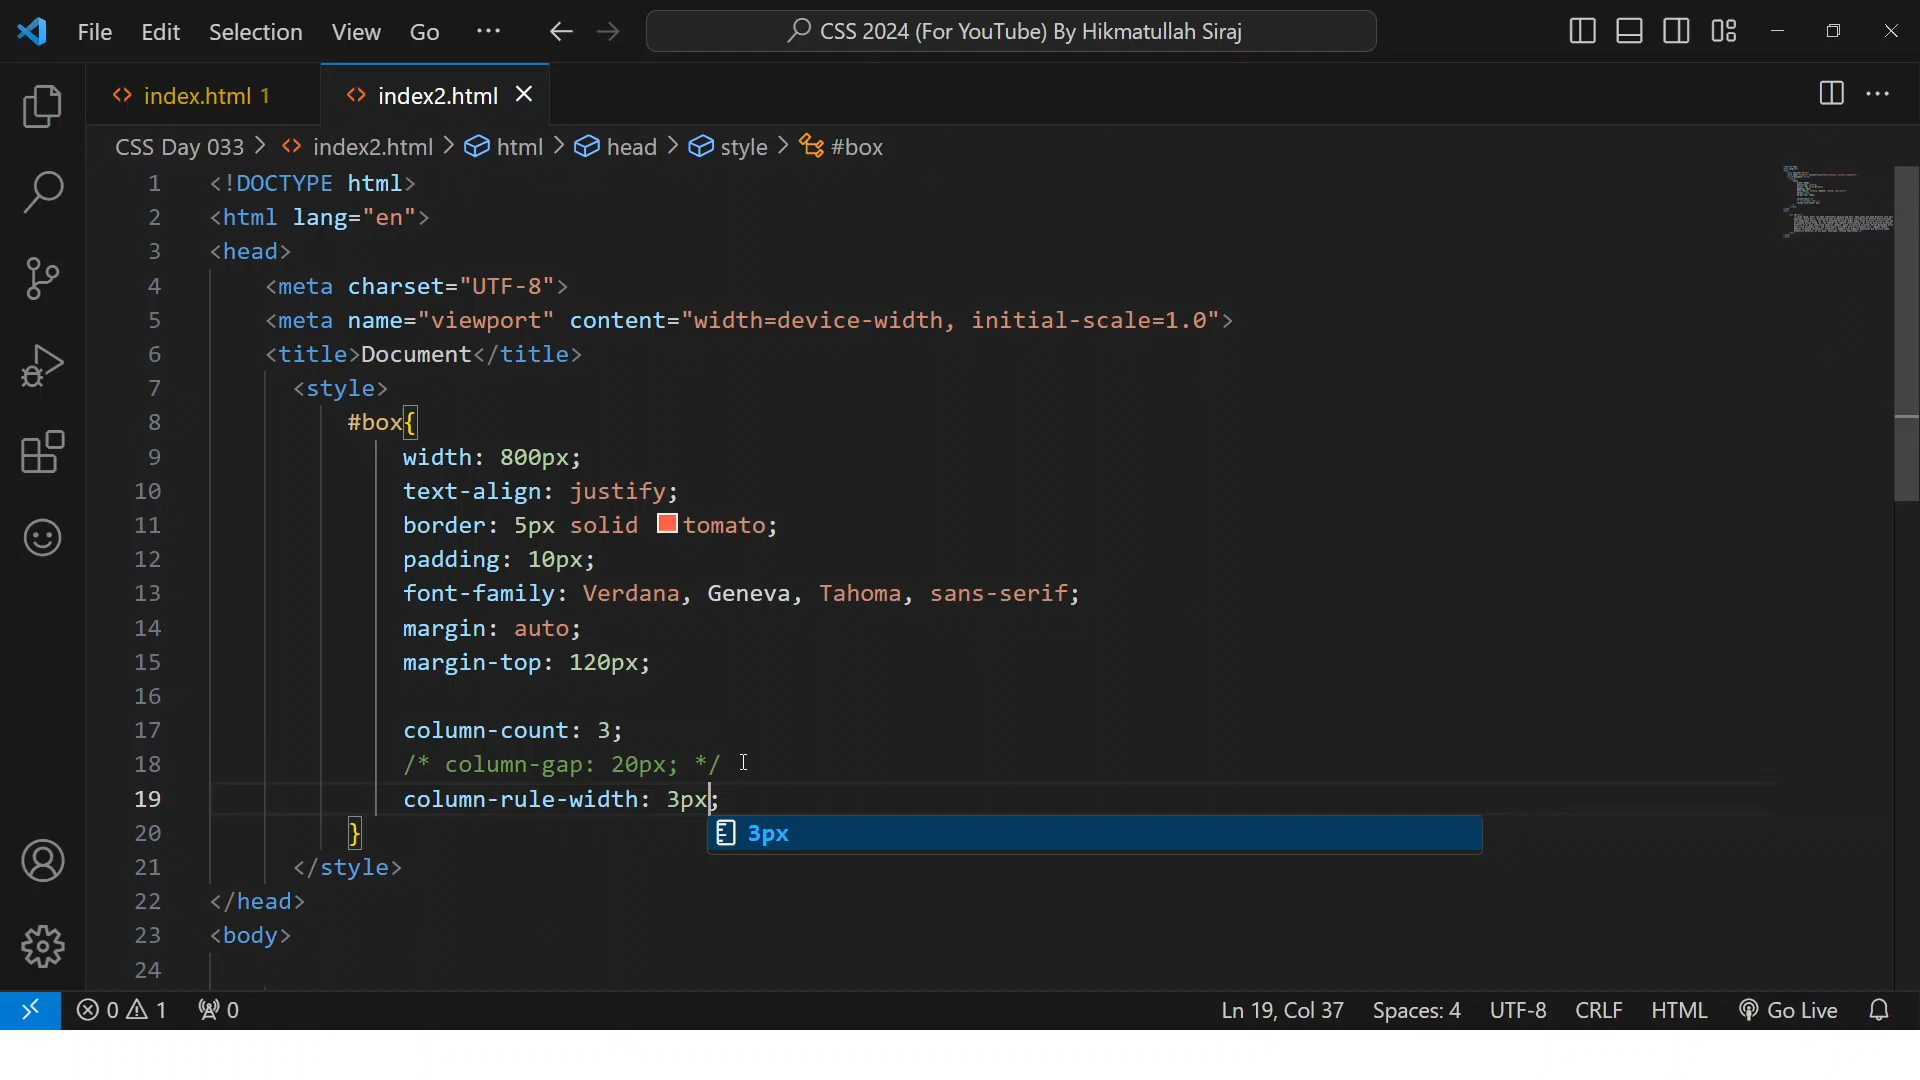 File Edit Selection View Go ··· CSS 2024 (For YouTube) By Hikmatullah Siraj
index.html 1 index2.html
CSS Day 033 > index2.html > html > head > style > #box
1 <!DOCTYPE html>
2 <html lang="en">
3 <head>
4 <meta charset="UTF-8">
5 <meta name="viewport" content="width=device-width, initial-scale=1.0">
6 <title>Document</title>
7 <style>
8 #box{
9 width: 800px;
10 text-align: justify;
11 border: 5px solid tomato;
12 padding: 10px;
13 font-family: Verdana, Geneva, Tahoma, sans-serif;
14 margin: auto;
15 margin-top: 120px;
16
17 column-count: 3;
18 /* column-gap: 20px; */
19 column-rule-width: 3px;
20 }
3px
21 </style>
22 </head>
23 <body>
24
0 1 0 Ln 19, Col 37 Spaces: 4 UTF-8 CRLF HTML Go Live